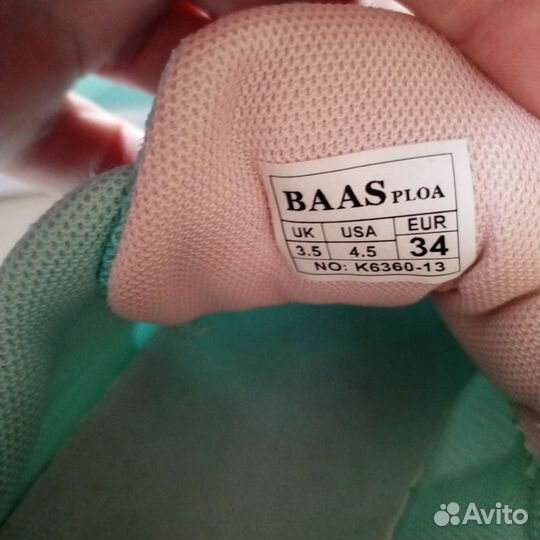 BAAS PLOA
UK USA EUR
3.5 4.5 34
NO: K6360-13
Avito